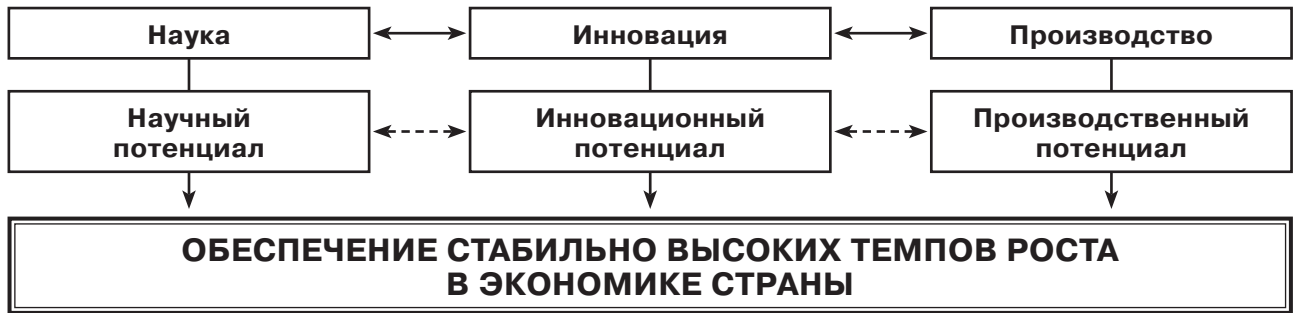 Наука
Инновация
Производство
Научный
потенциал
Инновационный
потенциал
Производственный
потенциал
ОБЕСПЕЧЕНИЕ СТАБИЛЬНО ВЫСОКИХ ТЕМПОВ РОСТА
В ЭКОНОМИКЕ СТРАНЫ